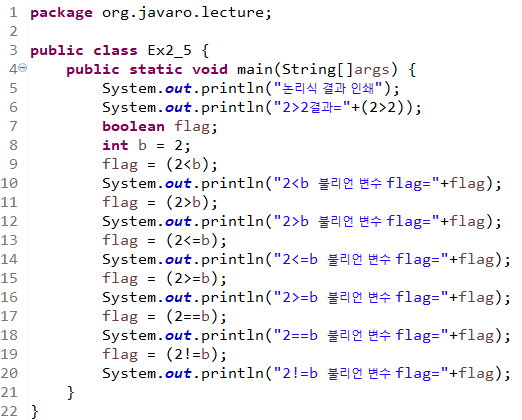 1 package org.javaro.lecture;
2
3 public class Ex2_5 {
4     public static void main(String[]args) {
5         System.out.println("논리식 결과 인쇄");
6         System.out.println("2>2결과="+(2>2));
7         boolean flag;
8         int b = 2;
9         flag = (2<b);
10         System.out.println("2<b 불리언 변수 flag="+flag);
11         flag = (2>b);
12         System.out.println("2>b 불리언 변수 flag="+flag);
13         flag = (2<=b);
14         System.out.println("2<=b 불리언 변수 flag="+flag);
15         flag = (2>=b);
16         System.out.println("2>=b 불리언 변수 flag="+flag);
17         flag = (2==b);
18         System.out.println("2==b 불리언 변수 flag="+flag);
19         flag = (2!=b);
20         System.out.println("2!=b 불리언 변수 flag="+flag);
21     }
22 }